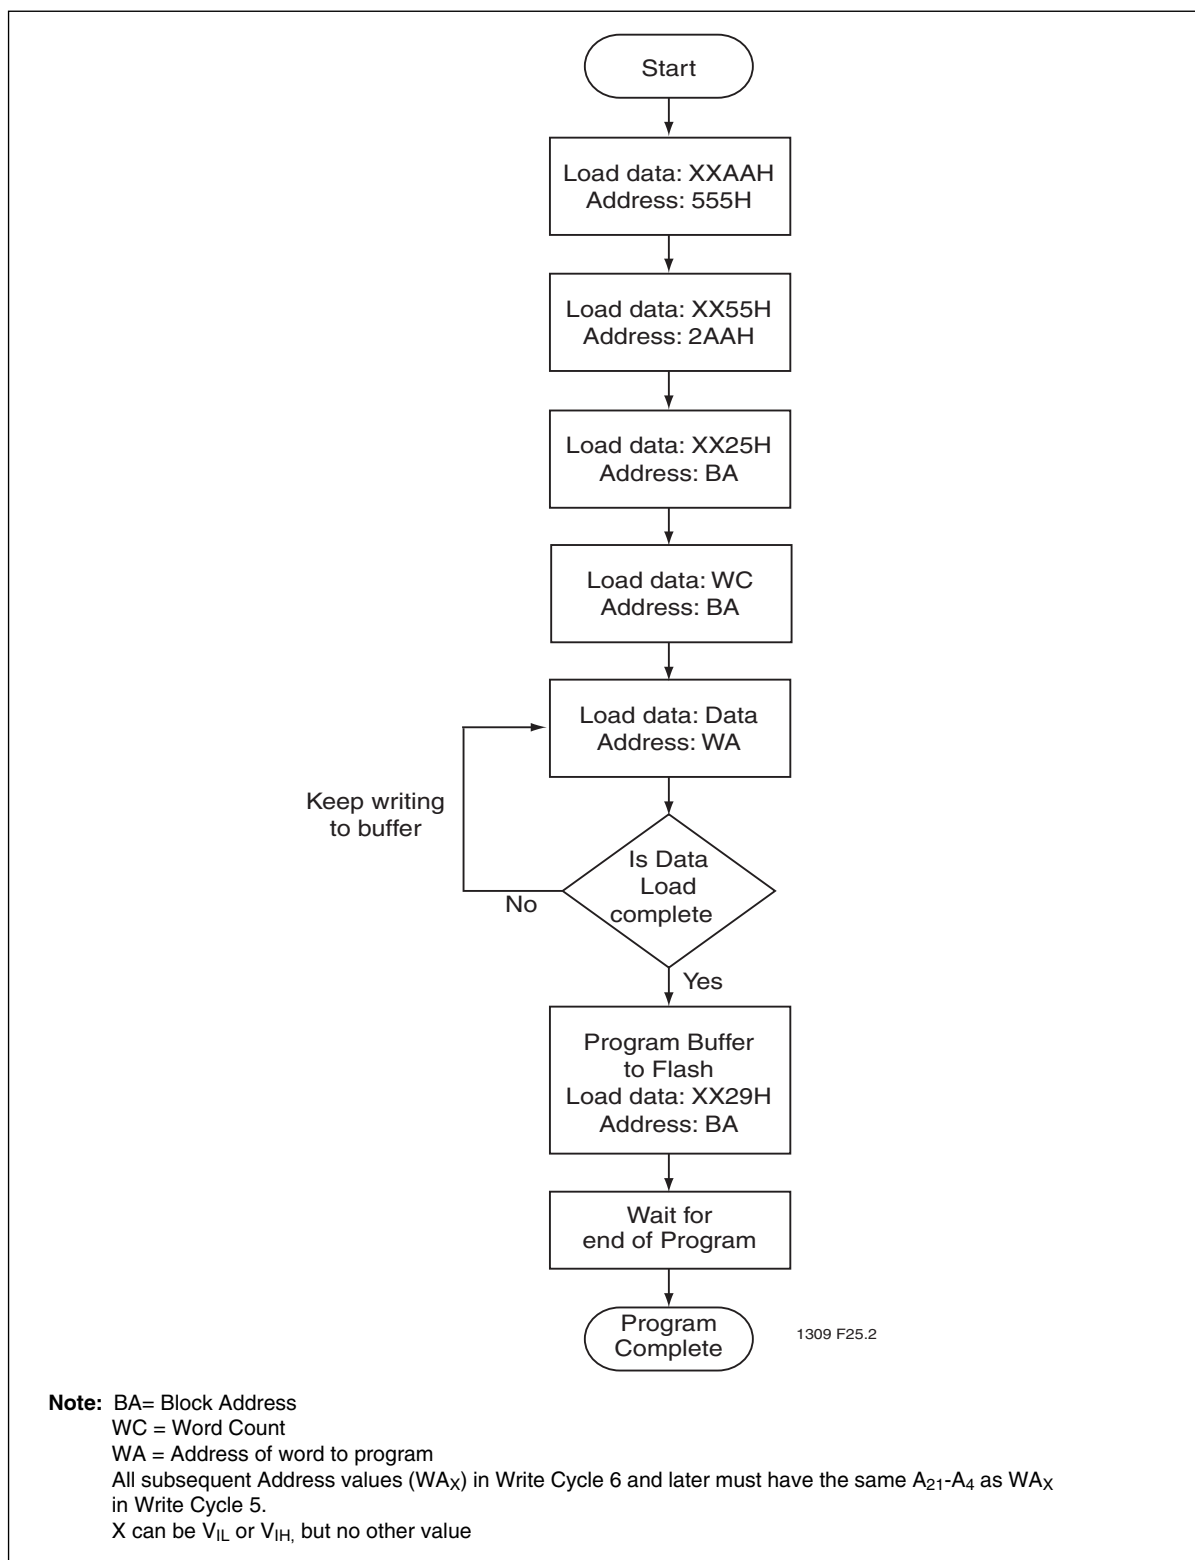 Start
Load data: XXAAH
Address: 555H
Load data: XX55H
Address: 2AAH
Load data: XX25H
Address: BA
Load data: WC
Address: BA
Load data: Data
Address: WA
Keep writing
to buffer
Is Data
Load
complete
No
Yes
Program Buffer
to Flash
Load data: XX29H
Address: BA
Wait for
end of Program
Program
Complete
1309 F25.2
Note: BA= Block Address
WC = Word Count
WA = Address of word to program
All subsequent Address values (WAX) in Write Cycle 6 and later must have the same A21-A4 as WAX
in Write Cycle 5.
X can be VIL or VIH, but no other value